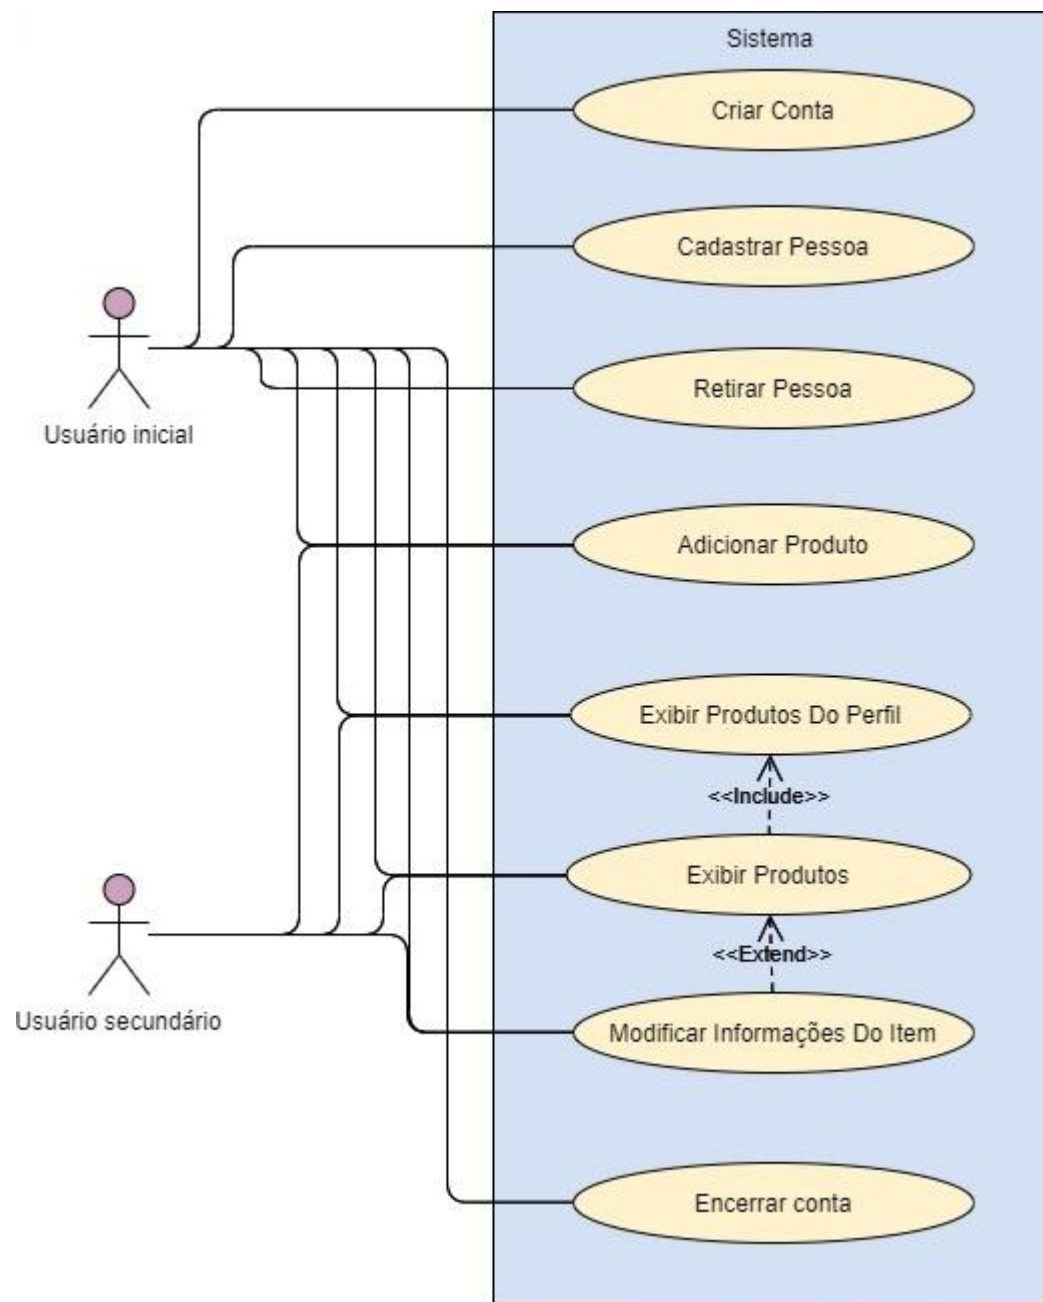 Sistema
Criar Conta
Cadastrar Pessoa
Retirar Pessoa
Usuário inicial
Adicionar Produto
Exibir Produtos Do Perfil
<<Include>>
Exibir Produtos
<<Extend>>
Usuário secundário
Modificar Informações Do Item
Encerrar conta